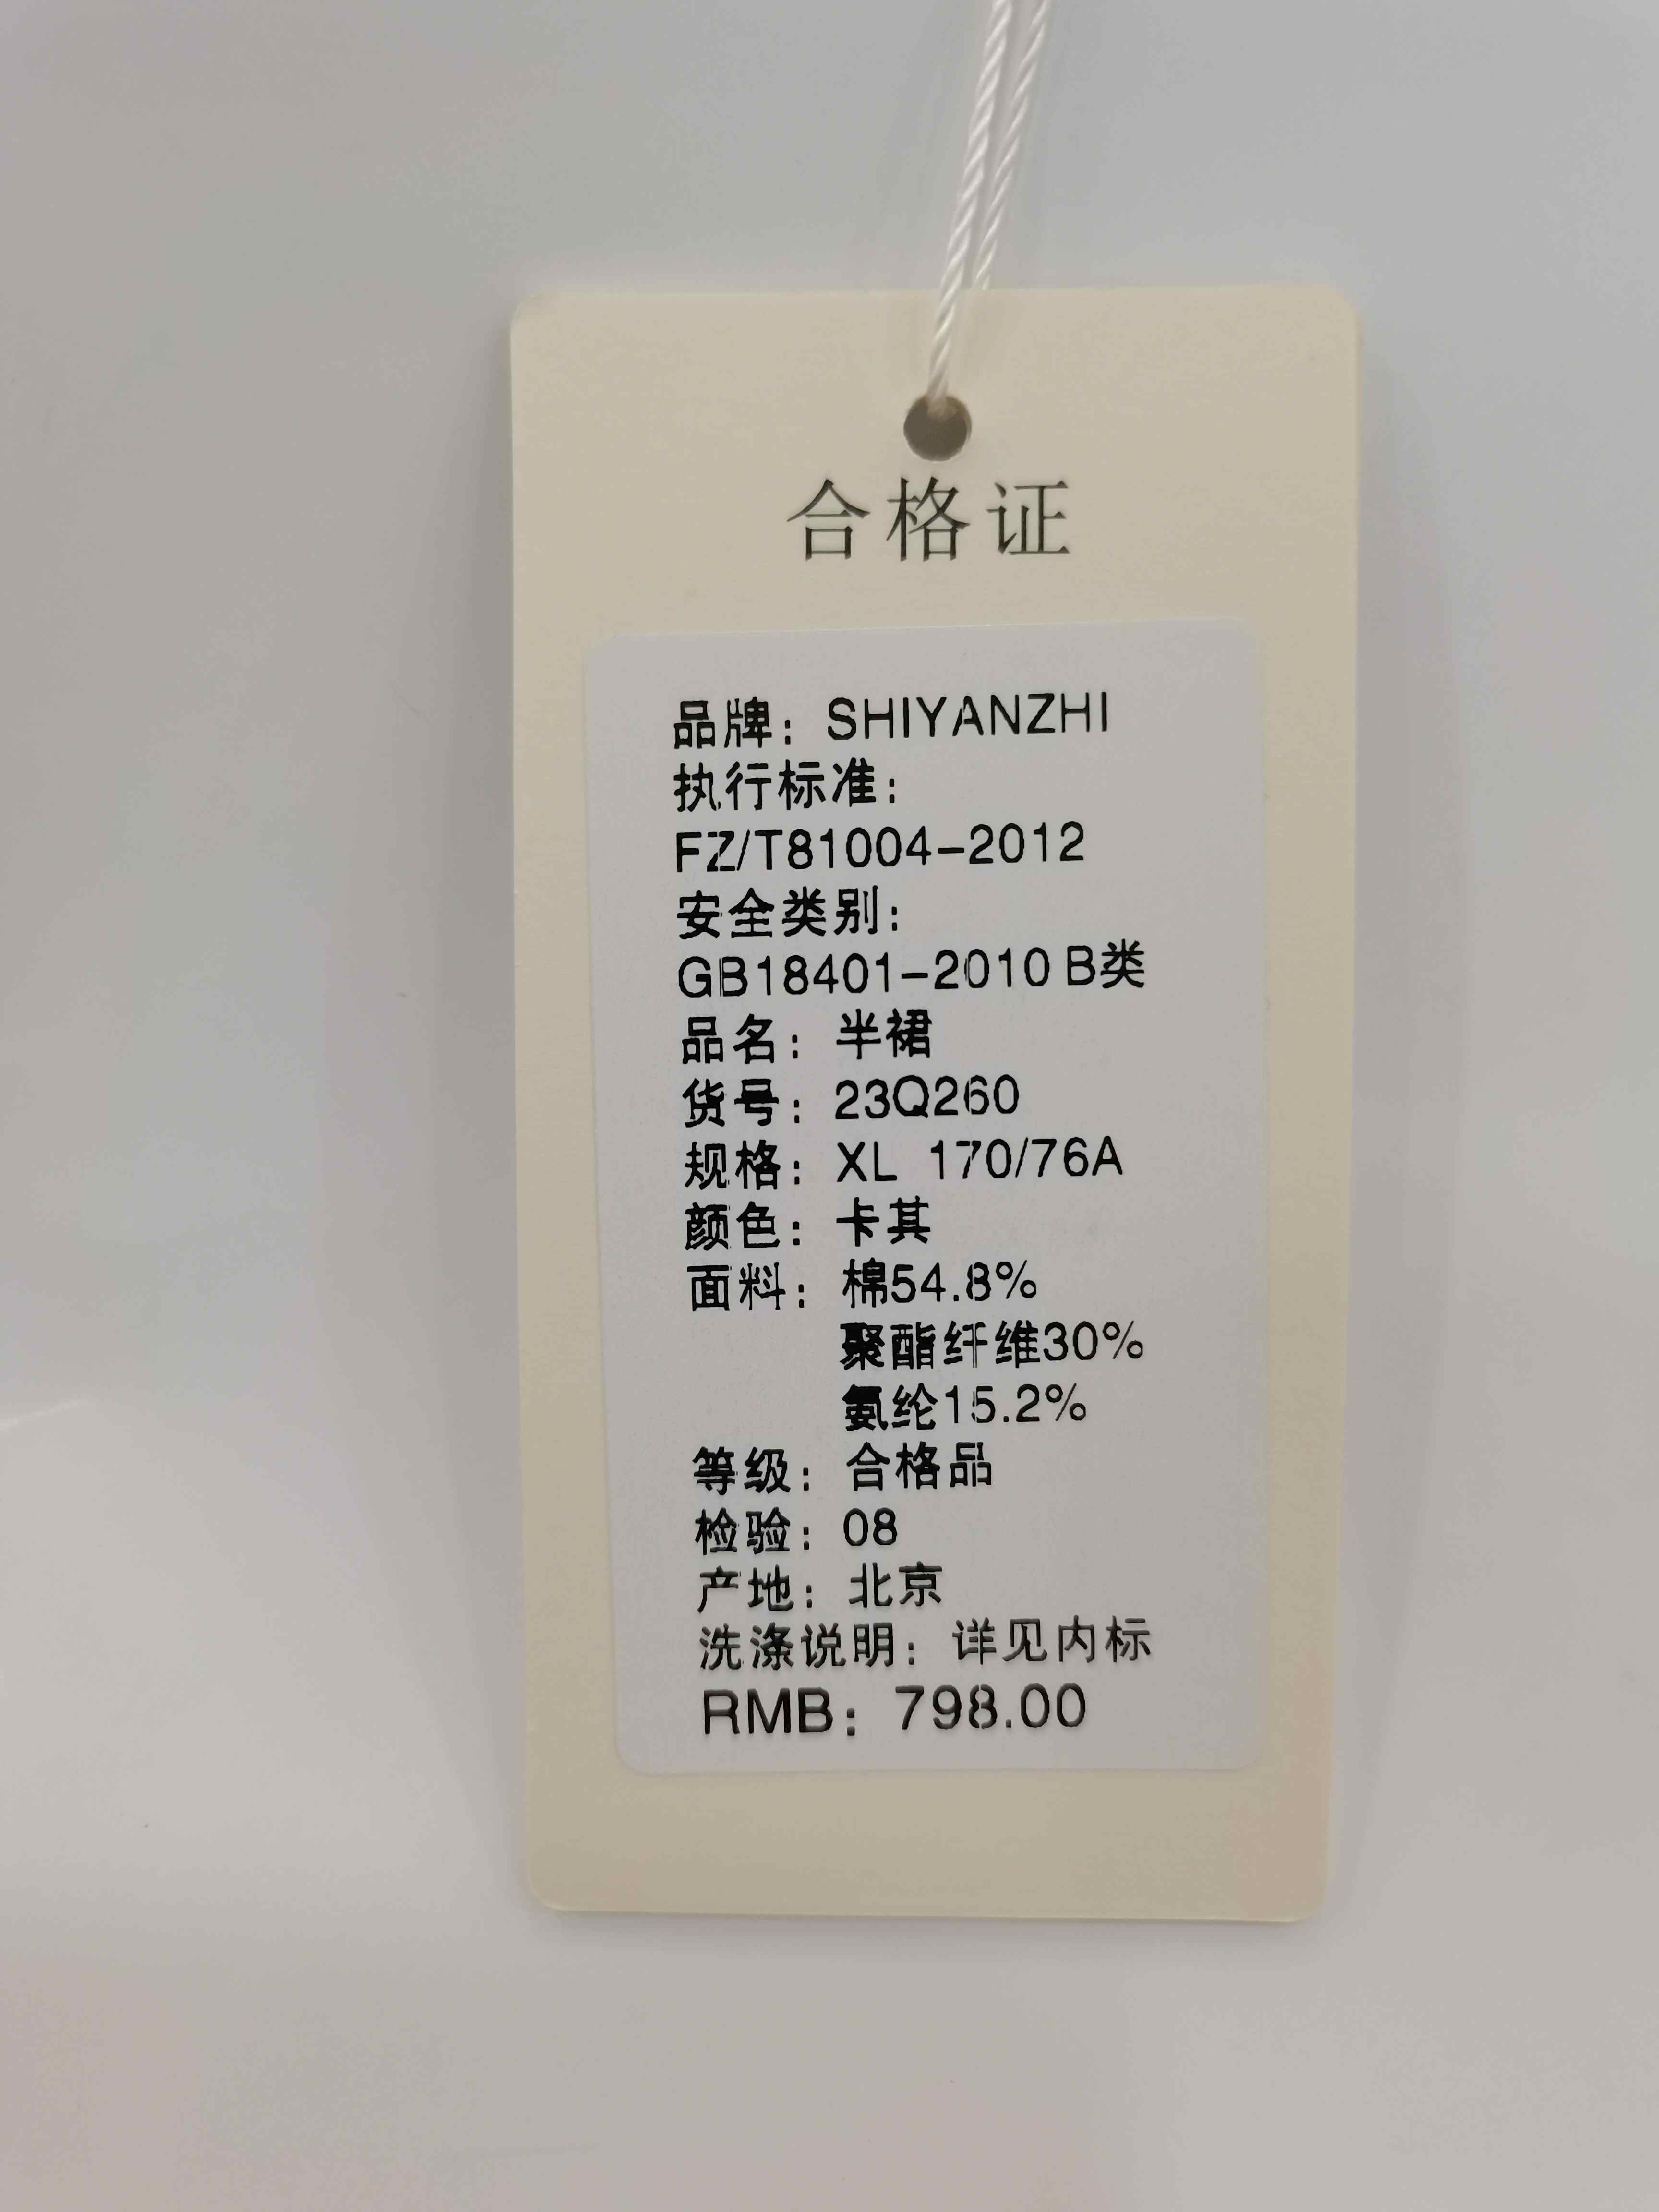 合格证
品牌：SHIYANZHI
执行标准：
FZ/T81004-2012
安全类别：
GB18401-2010 B类
品名：半裙
货号：23Q260
规格：XL 170/76A
颜色：卡其
面料：棉54.8%
聚酯纤维30%
氨纶15.2%
等级：合格品
检验：08
产地：北京
洗涤说明：详见内标
RMB：798.00